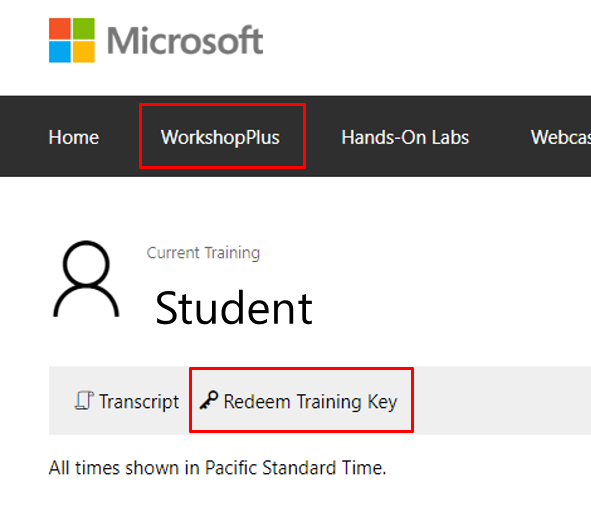 Microsoft
Home WorkshopPlus Hands-On Labs Webcas
Current Training
Student
Transcript Redeem Training Key
All times shown in Pacific Standard Time.